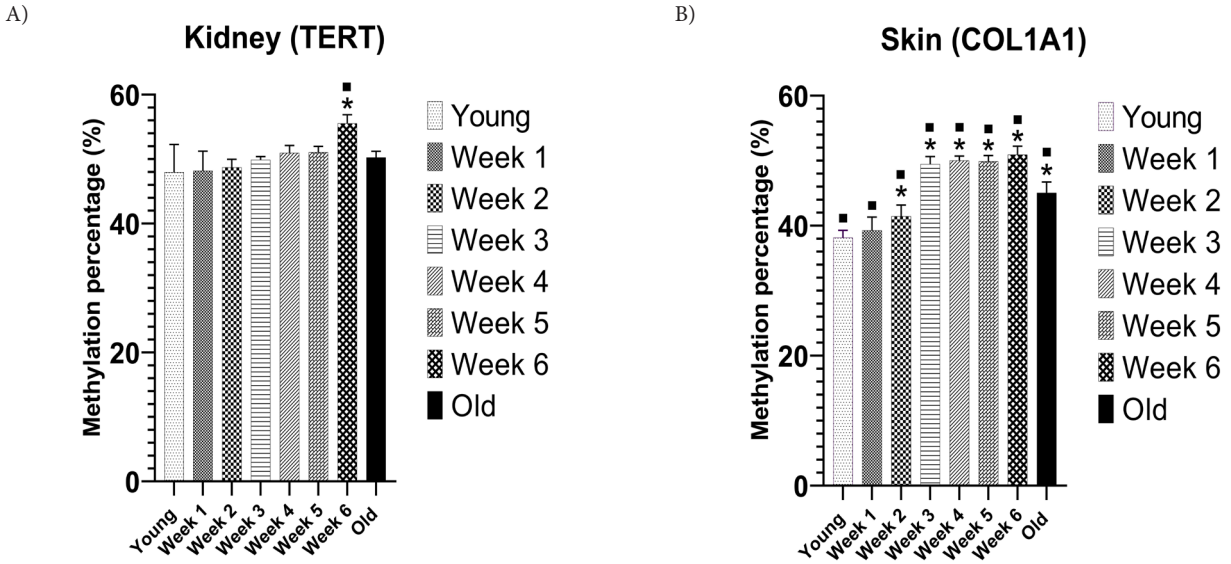 A)
Kidney (TERT)
Methylation percentage (%)
60
40
20
0
Young
Week 1
Week 2
Week 3
Week 4
Week 5
Week 6
Old
■
*
Young
Week 1
Week 2
Week 3
Week 4
Week 5
Week 6
Old
B)
Skin (COL1A1)
Methylation percentage (%)
60
40
20
0
Young
Week 1
Week 2
Week 3
Week 4
Week 5
Week 6
Old
■ ■ ■ ■ ■ ■ ■ ■
* * * * * *
Young
Week 1
Week 2
Week 3
Week 4
Week 5
Week 6
Old